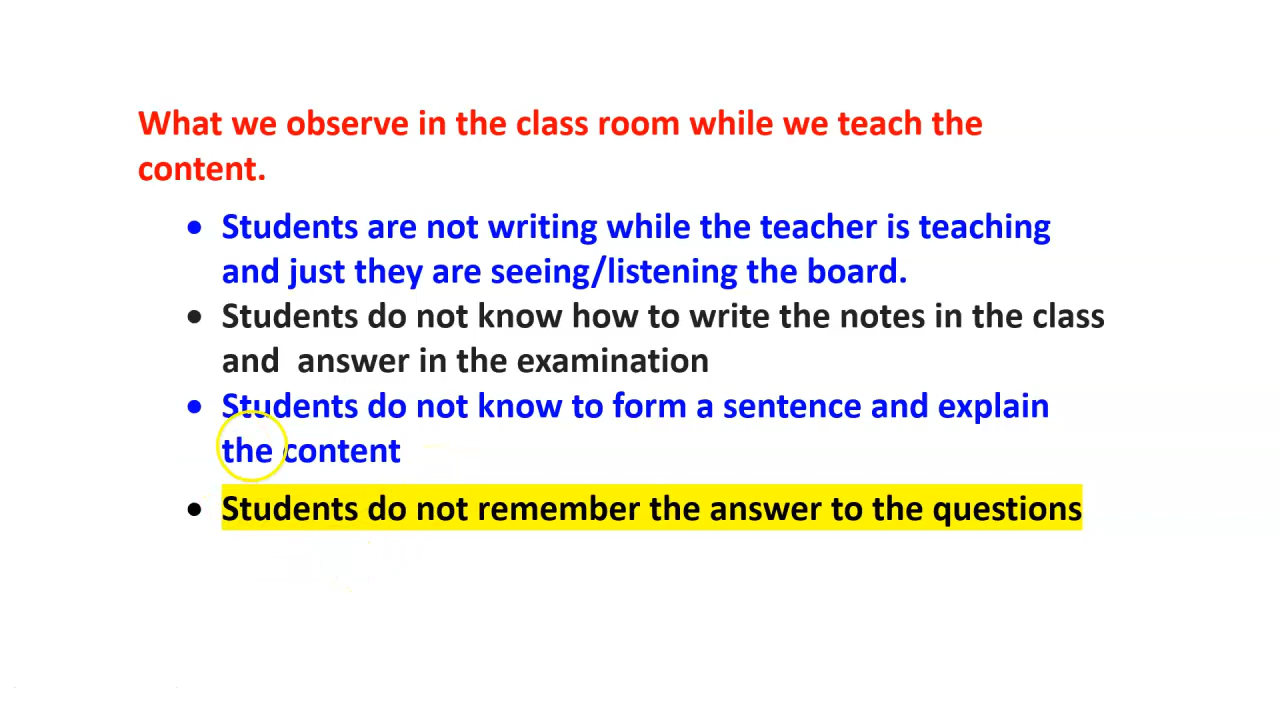 What we observe in the class room while we teach the
content.
• Students are not writing while the teacher is teaching
and just they are seeing/listening the board.
• Students do not know how to write the notes in the class
and  answer in the examination
• Students do not know to form a sentence and explain
the content
• Students do not remember the answer to the questions